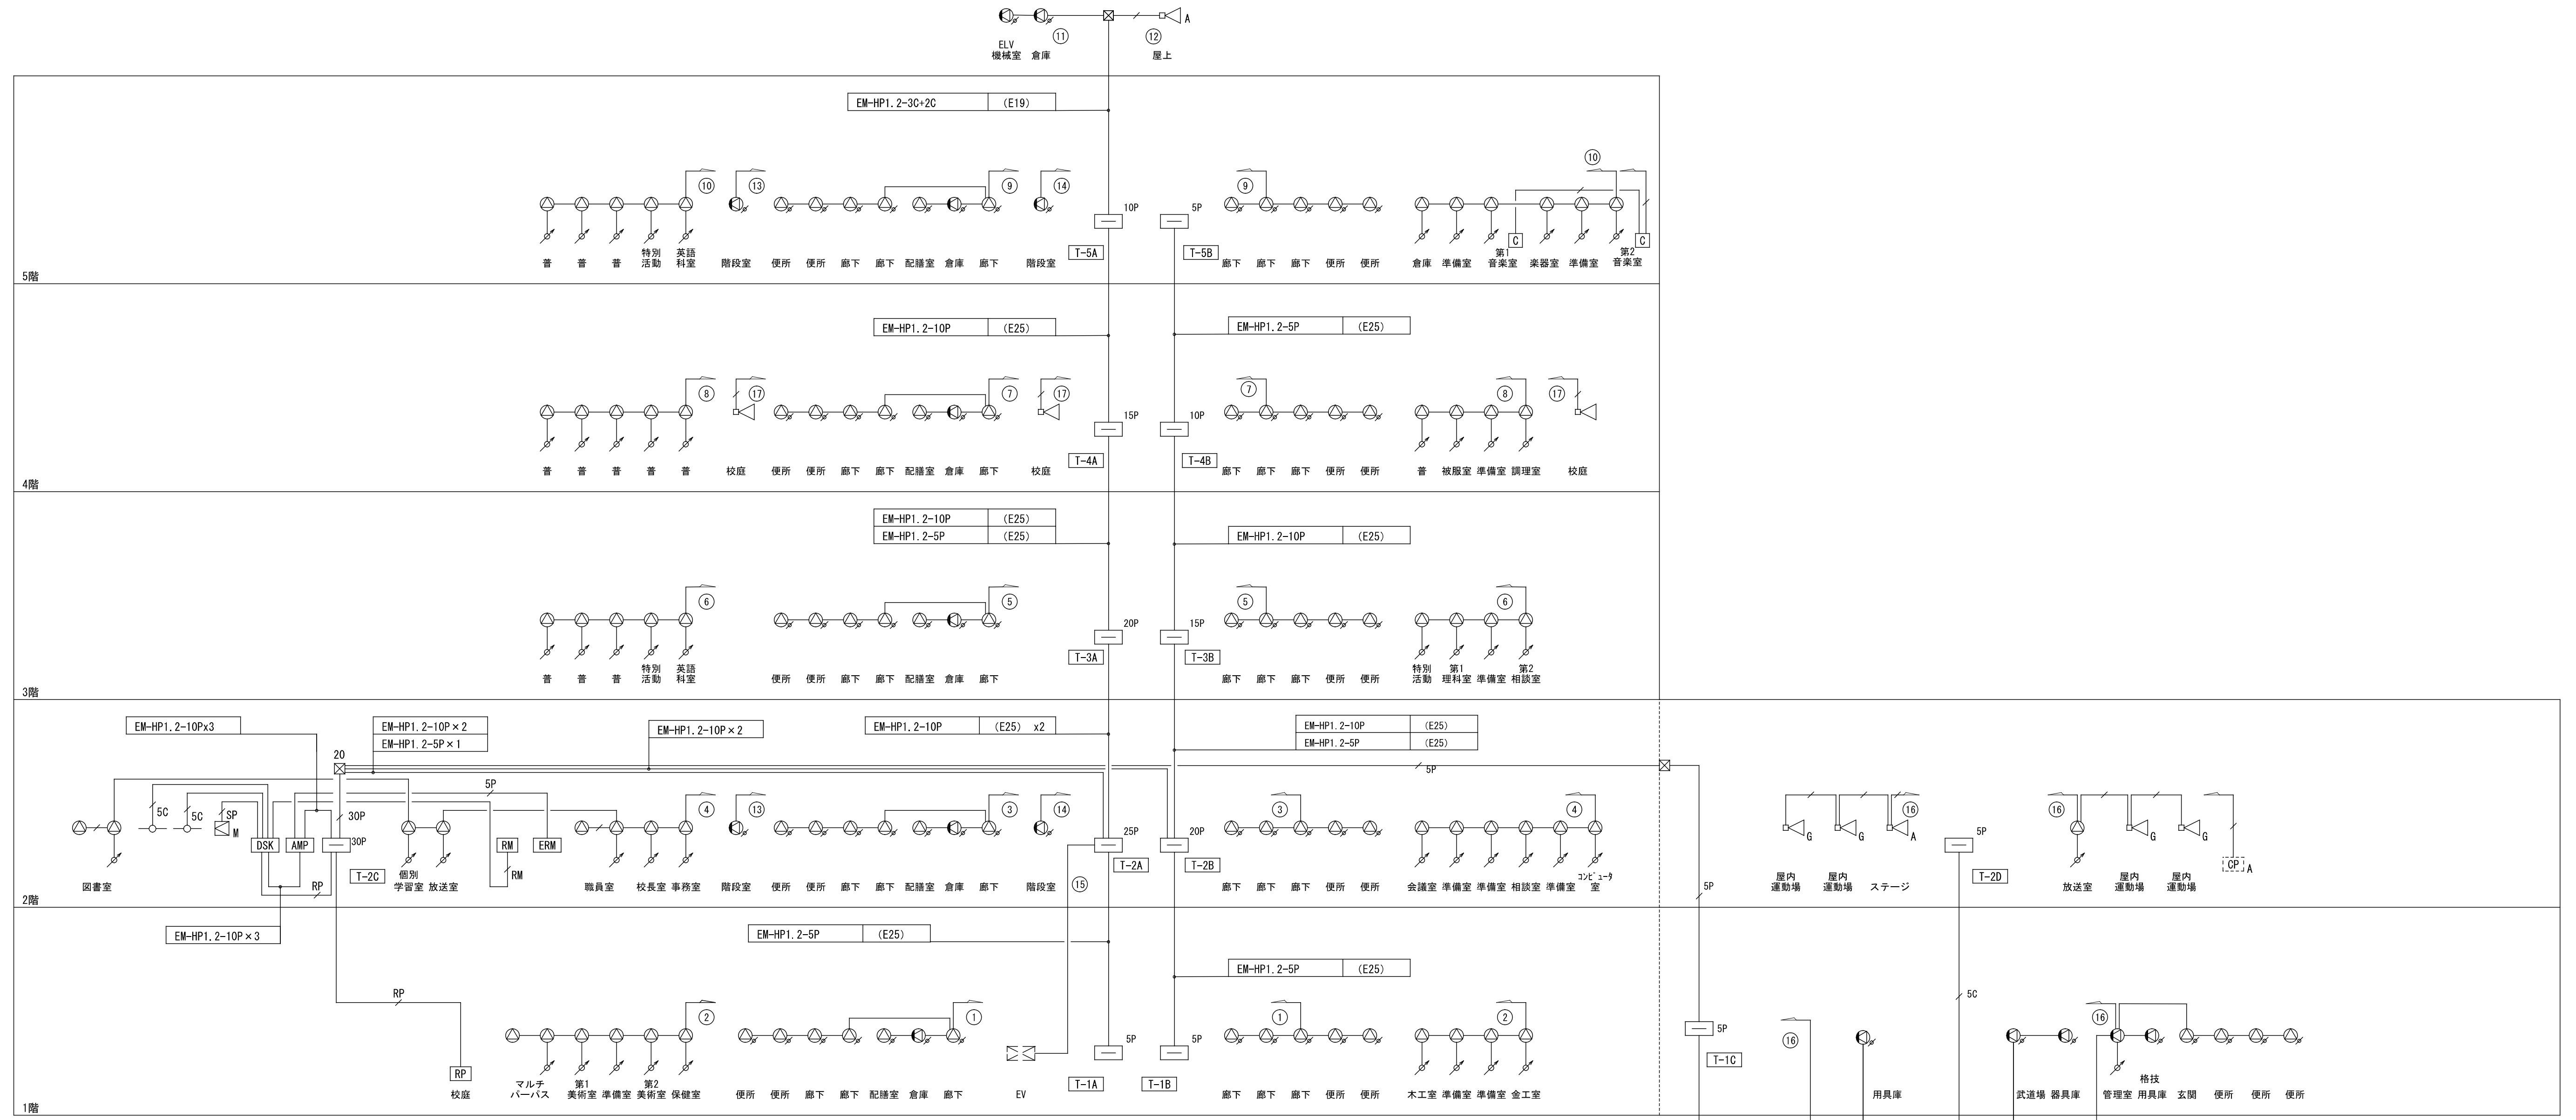 A
⑪ ⑫
ELV
機械室 倉庫 屋上
EM-HP1.2-3C+2C (E19)
⑩ ⑬ ⑨ ⑭ 10P 5P ⑨ ⑩
C C
T-5A T-5B
普 普 普 特別活動 英語科室 階段室 便所 便所 廊下 廊下 配膳室 倉庫 廊下 階段室 廊下 廊下 廊下 便所 便所 倉庫 準備室 第1音楽室 楽器室 準備室 第2音楽室
5階
EM-HP1.2-10P (E25) EM-HP1.2-5P (E25)
⑧ ⑰ ⑦ ⑰ 15P 10P ⑦ ⑧ ⑰
T-4A T-4B
普 普 普 普 普 校庭 便所 便所 廊下 廊下 配膳室 倉庫 廊下 校庭 廊下 廊下 廊下 便所 便所 普 被服室 準備室 調理室 校庭
4階
EM-HP1.2-10P (E25)
EM-HP1.2-5P (E25)
EM-HP1.2-10P (E25)
⑥ ⑤ 20P 15P ⑤ ⑥
T-3A T-3B
普 普 普 特別活動 英語科室 便所 便所 廊下 廊下 配膳室 倉庫 廊下 廊下 廊下 廊下 便所 便所 特別活動 第1理科室 準備室 第2相談室
3階
EM-HP1.2-10Px3
EM-HP1.2-10P×2
EM-HP1.2-5P×1
EM-HP1.2-10P×2
EM-HP1.2-10P (E25) x2
EM-HP1.2-10P (E25)
EM-HP1.2-5P (E25)
20 5P 5P
5C 5C SP M 30P ④ ⑬ ③ ⑭ 25P 20P ③ ④ G G A ⑯ 5P ⑯ G G
DSK AMP 30P RM ERM
T-2C T-2A T-2B T-2D CP A
RP RM ⑮ 5P
図書室 個別学習室 放送室 職員室 校長室 事務室 階段室 便所 便所 廊下 廊下 配膳室 倉庫 廊下 階段室 廊下 廊下 廊下 便所 便所 会議室 準備室 準備室 相談室 準備室 コンピュータ室 屋内運動場 屋内運動場 ステージ 放送室 屋内運動場 屋内運動場
2階
EM-HP1.2-10P×3
EM-HP1.2-5P (E25)
EM-HP1.2-5P (E25)
RP 5C
② ① 5P 5P ① ② 5P ⑯ ⑯
RP T-1A T-1B T-1C
校庭 マルチパーパス 第1美術室 準備室 第2美術室 保健室 便所 便所 廊下 廊下 配膳室 倉庫 廊下 EV 廊下 廊下 廊下 便所 便所 木工室 準備室 準備室 金工室 用具庫 武道場 器具庫 管理室 格技用具庫 玄関 便所 便所 便所
1階